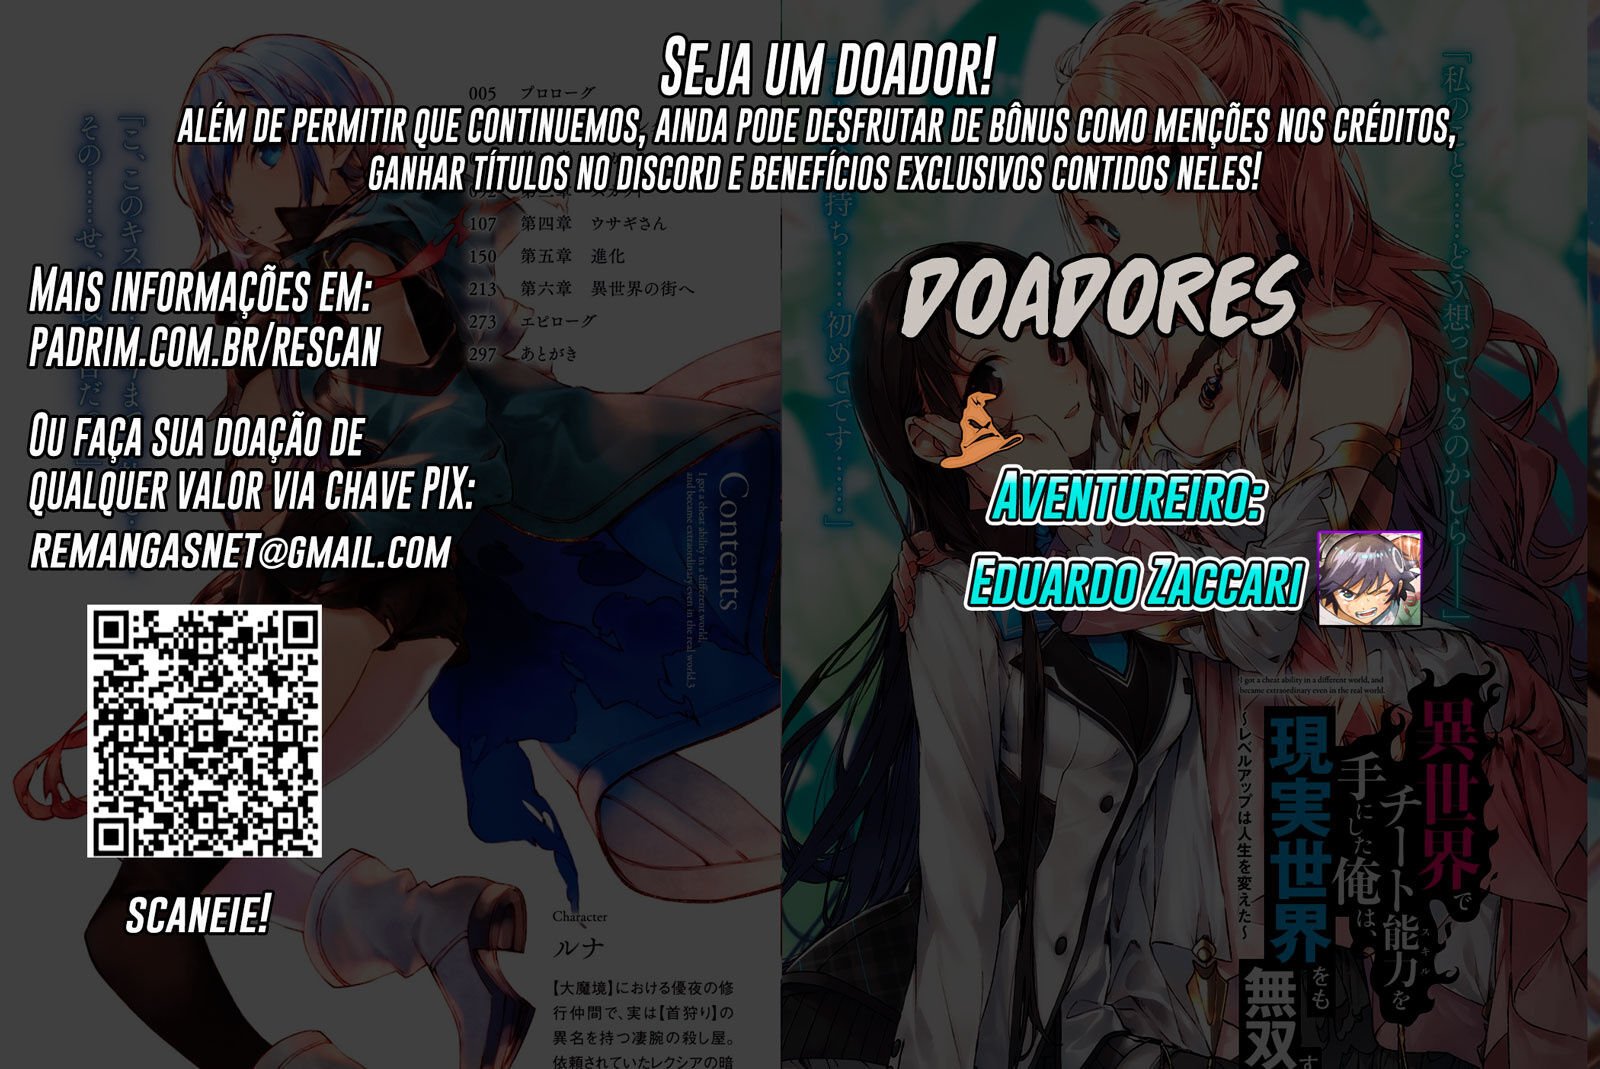 SEJA UM DOADOR!
ALÉM DE PERMITIR QUE CONTINUEMOS, AINDA PODE DESFRUTAR DE BÔNUS COMO MENÇÕES NOS CRÉDITOS,
GANHAR TÍTULOS NO DISCORD E BENEFÍCIOS EXCLUSIVOS CONTIDOS NELES!
MAIS INFORMAÇÕES EM:
PADRIM.COM.BR/RESCAN
OU FAÇA SUA DOAÇÃO DE
QUALQUER VALOR VIA CHAVE PIX:
REMANGASNET@GMAIL.COM
SCANEIE!
DOADORES
AVENTUREIRO:
EDUARDO ZACCARI
005 プロローグ
107 第四章 ウサギさん
150 第五章 進化
213 第六章 異世界の街へ
273 エピローグ
297 あとがき
Contents
I got a cheat ability in a different world,
and became extraordinary even in the real world.3
Character
ルナ
【大魔境】における優夜の修
行仲間で、実は【首狩り】の
異名を持つ凄腕の殺し屋。
依頼されていたレクシアの暗
「私のこと……どう想っているのかしら――」
持ち……初めてです……」
「こ、このキス
その………せ、
I got a cheat ability in a different world, and
became extraordinary even in the real world.
異世界で
チート能力を
スキル
手にした俺は、
現実世界をも
無双す
～レベルアップは人生を変えた～